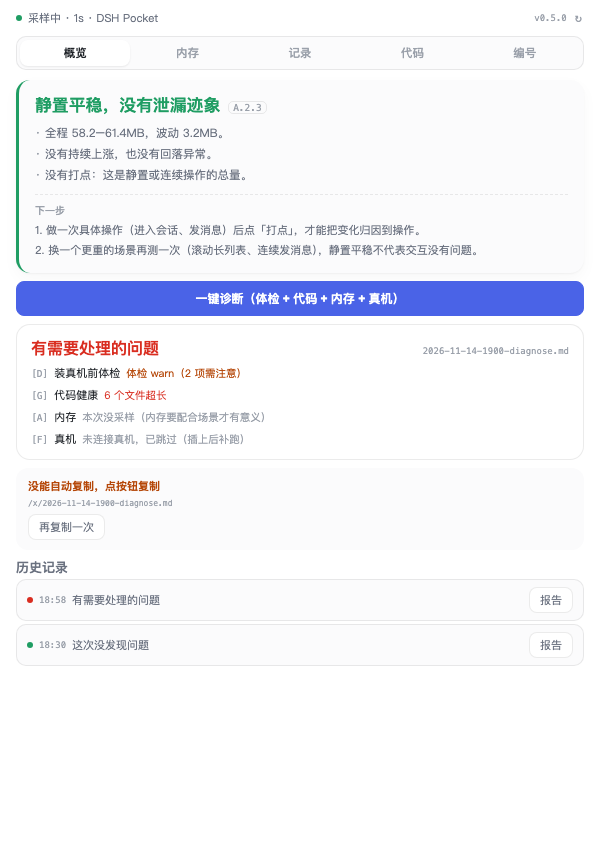 采样中 · 1s · DSH Pocket
v0.5.0 ↻
概览 内存 记录 代码 编号
静置平稳，没有泄漏迹象 A.2.3
· 全程 58.2—61.4MB，波动 3.2MB。
· 没有持续上涨，也没有回落异常。
· 没有打点：这是静置或连续操作的总量。
下一步
1. 做一次具体操作（进入会话、发消息）后点「打点」，才能把变化归因到操作。
2. 换一个更重的场景再测一次（滚动长列表、连续发消息），静置平稳不代表交互没有问题。
一键诊断（体检 + 代码 + 内存 + 真机）
有需要处理的问题 2026-11-14-1900-diagnose.md
[D] 装真机前体检 体检 warn（2 项需注意）
[G] 代码健康 6 个文件超长
[A] 内存 本次没采样（内存要配合场景才有意义）
[F] 真机 未连接真机，已跳过（插上后补跑）
没能自动复制，点按钮复制
/x/2026-11-14-1900-diagnose.md
再复制一次
历史记录
18:58 有需要处理的问题 报告
18:30 这次没发现问题 报告